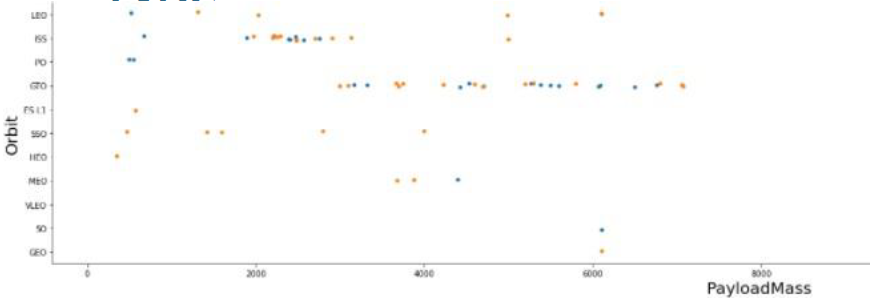 LEO
ISS
PO
GTO
ES-L1
SSO
HEO
MEO
VLEO
SO
GEO
Orbit
0
2000
4000
6000
8000
PayloadMass